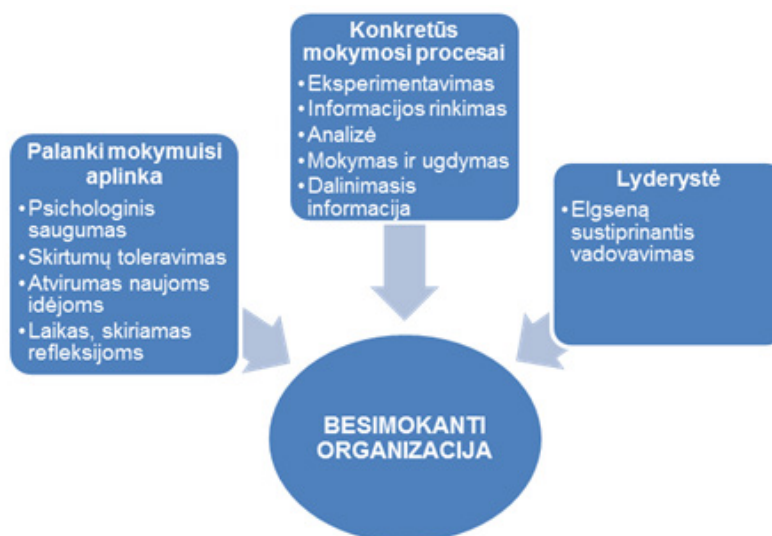 Konkretūs
mokymosi procesai
•Eksperimentavimas
•Informacijos rinkimas
•Analizė
•Mokymas ir ugdymas
•Dalinimasis
informacija
Palanki mokymuisi
aplinka
•Psichologinis
saugumas
•Skirtumų toleravimas
•Atvirumas naujoms
idėjoms
•Laikas, skiriamas
refleksijoms
Lyderystė
•Elgseną
sustiprinantis
vadovavimas
BESIMOKANTI
ORGANIZACIJA